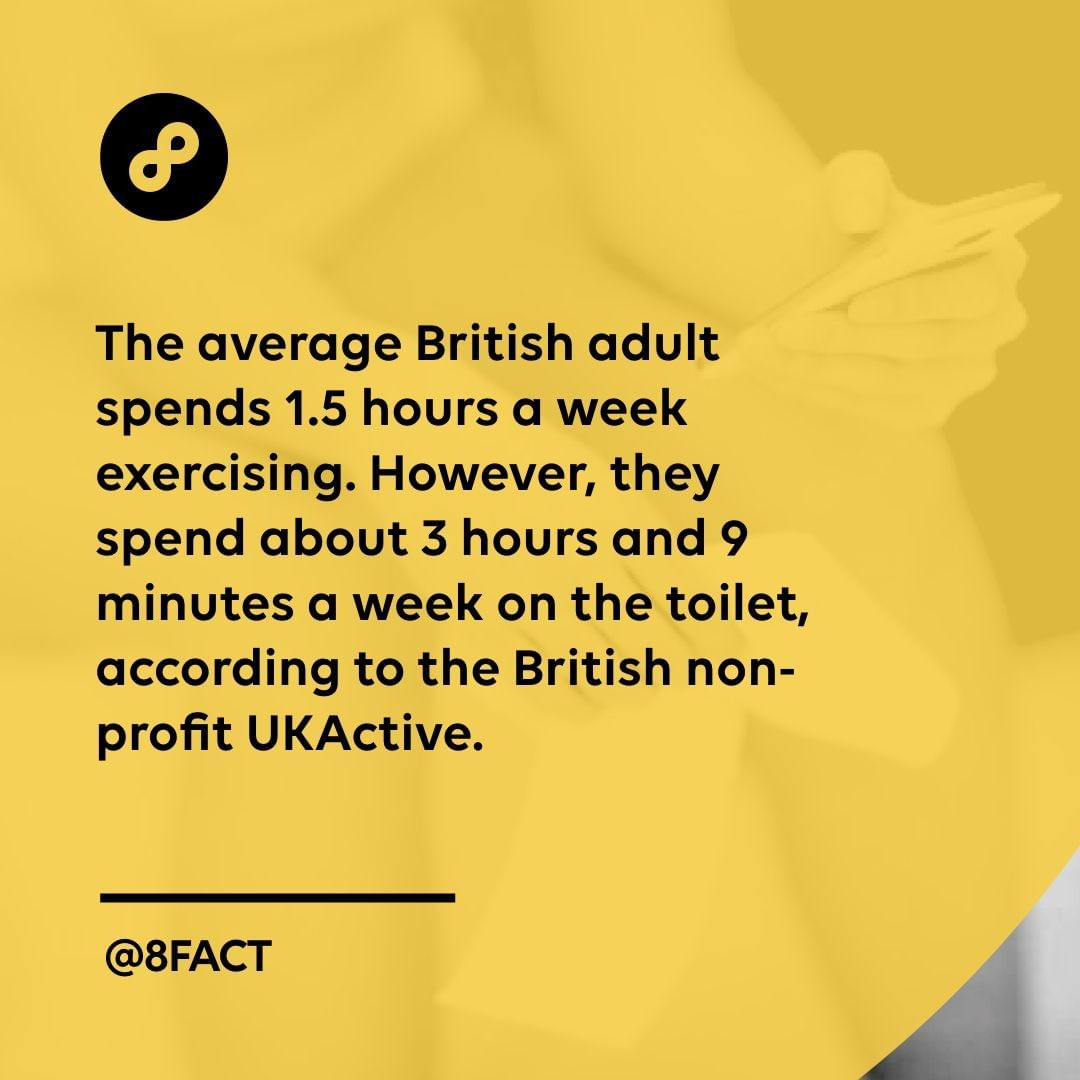 The average British adult
spends 1.5 hours a week
exercising. However, they
spend about 3 hours and 9
minutes a week on the toilet,
according to the British non-
profit UKActive.
@8FACT